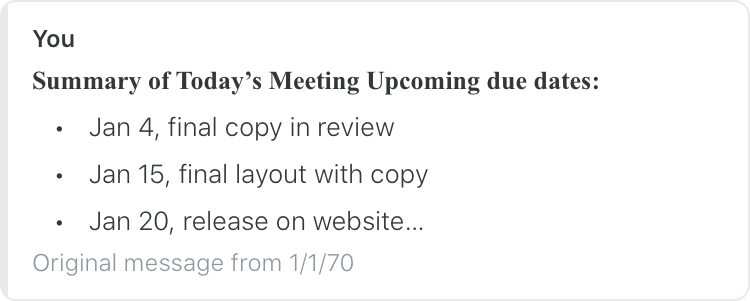 You
Summary of Today’s Meeting Upcoming due dates:
• Jan 4, final copy in review
• Jan 15, final layout with copy
• Jan 20, release on website...
Original message from 1/1/70